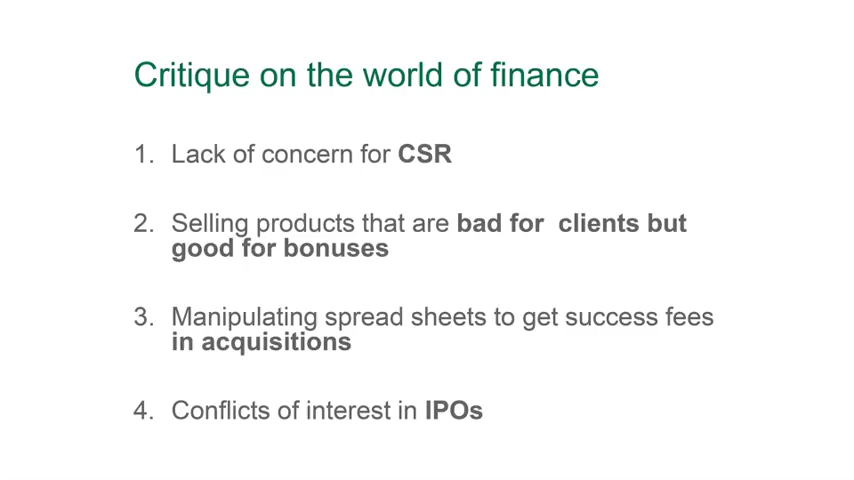 Critique on the world of finance
1. Lack of concern for CSR
2. Selling products that are bad for clients but
good for bonuses
3. Manipulating spread sheets to get success fees
in acquisitions
4. Conflicts of interest in IPOs